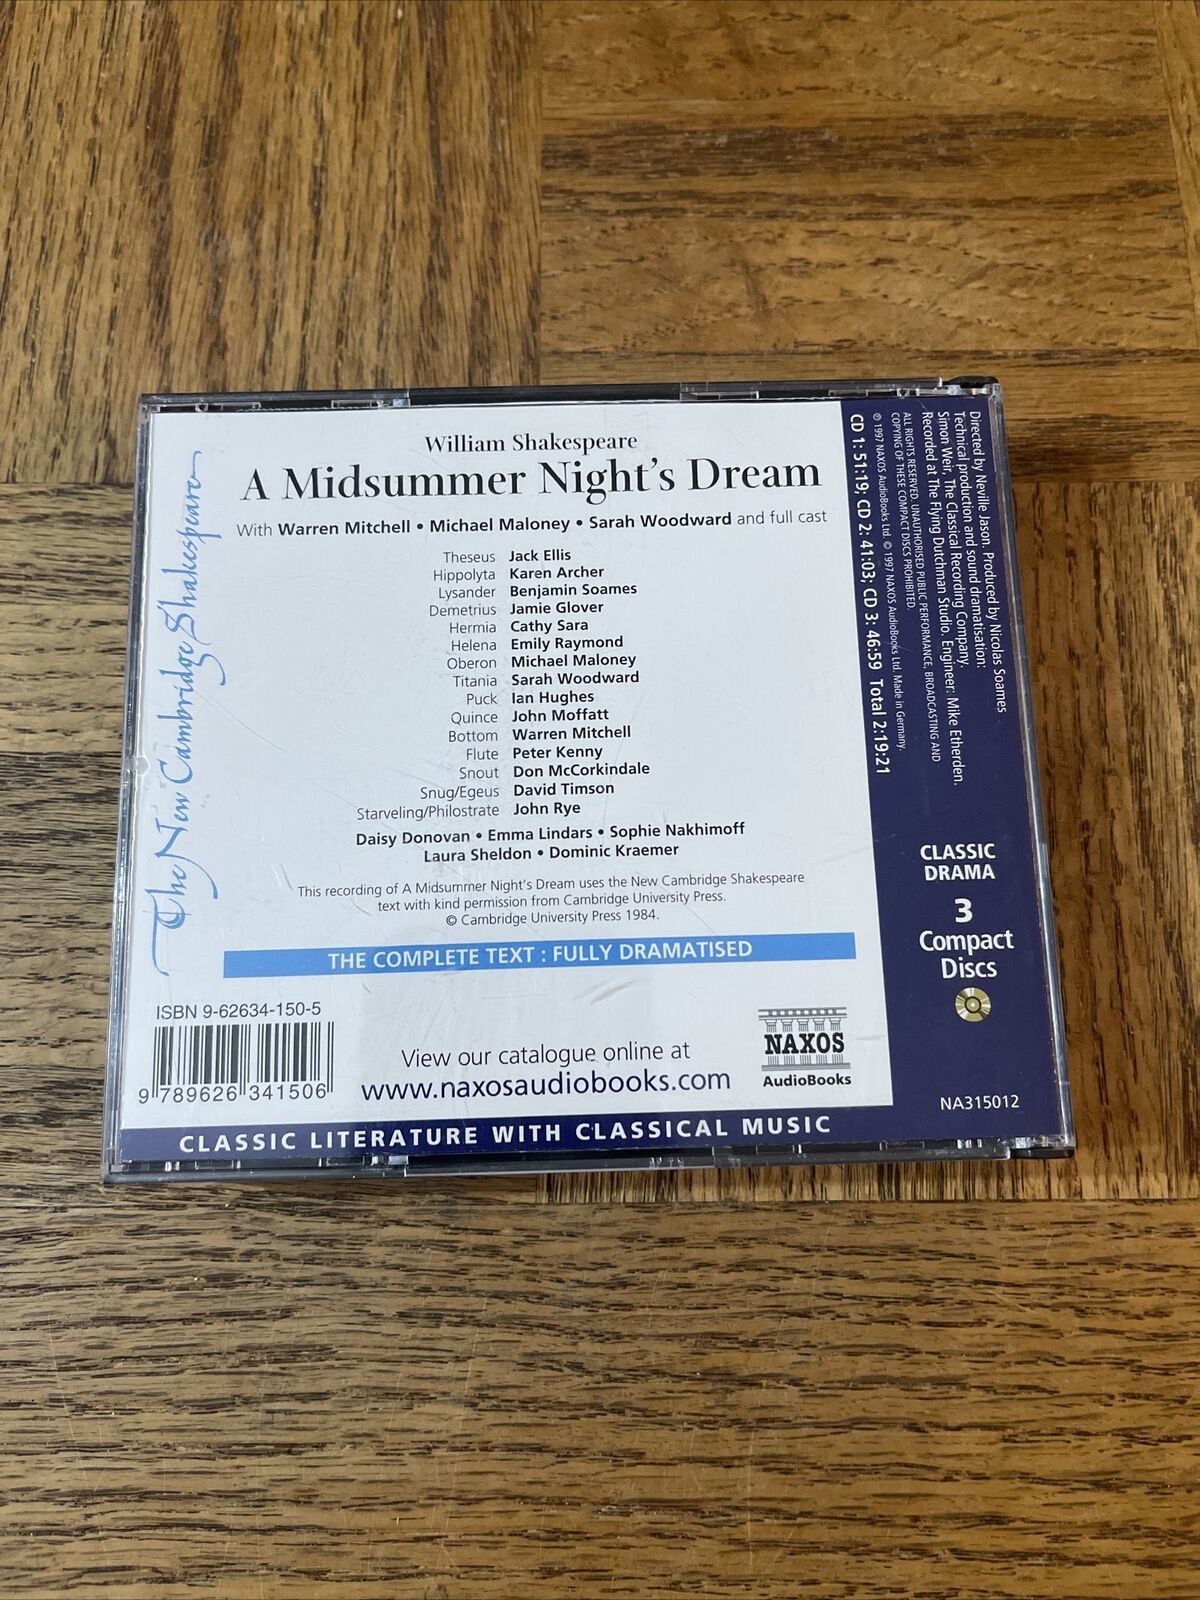 The New Cambridge Shakespeare
William Shakespeare
A Midsummer Night's Dream
With Warren Mitchell • Michael Maloney • Sarah Woodward and full cast
Theseus Jack Ellis
Hippolyta Karen Archer
Lysander Benjamin Soames
Demetrius Jamie Glover
Hermia Cathy Sara
Helena Emily Raymond
Oberon Michael Maloney
Titania Sarah Woodward
Puck Ian Hughes
Quince John Moffatt
Bottom Warren Mitchell
Flute Peter Kenny
Snout Don McCorkindale
Snug/Egeus David Timson
Starveling/Philostrate John Rye
Daisy Donovan • Emma Lindars • Sophie Nakhimoff
Laura Sheldon • Dominic Kraemer
This recording of A Midsummer Night's Dream uses the New Cambridge Shakespeare
text with kind permission from Cambridge University Press.
© Cambridge University Press 1984.
THE COMPLETE TEXT : FULLY DRAMATISED
ISBN 9-62634-150-5
9 789626 341506
View our catalogue online at
www.naxosaudiobooks.com
NAXOS
AudioBooks
CLASSIC LITERATURE WITH CLASSICAL MUSIC
Directed by Neville Jason. Produced by Nicolas Soames
Technical production and sound dramatisation:
Simon Weir, The Classical Recording Company.
Recorded at The Flying Dutchman Studio. Engineer: Mike Etherden.
ALL RIGHTS RESERVED. UNAUTHORISED PUBLIC PERFORMANCE, BROADCASTING AND
COPYING OF THESE COMPACT DISCS PROHIBITED.
℗ 1997 NAXOS AudioBooks Ltd. © 1997 NAXOS AudioBooks Ltd. Made in Germany.
CD 1: 51:19; CD 2: 41:03; CD 3: 46:59 Total 2:19:21
CLASSIC
DRAMA
3
Compact
Discs
NA315012